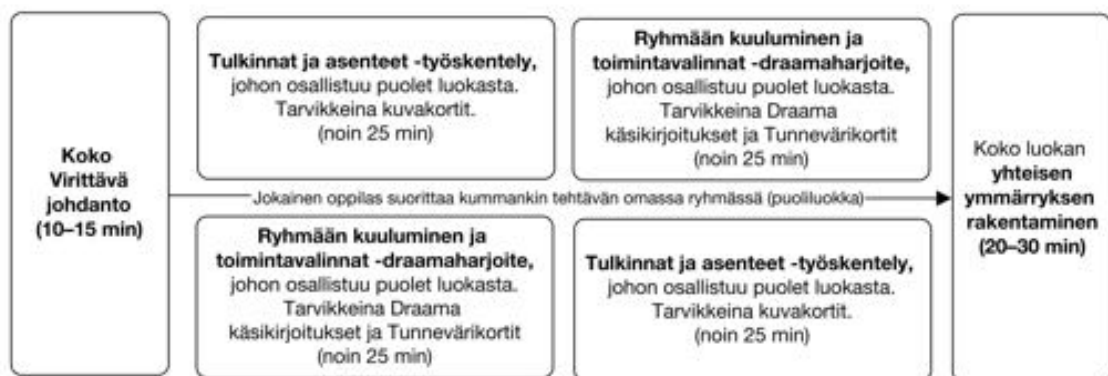 Koko
Virittävä
johdanto
(10–15 min)
Tulkinnat ja asenteet -työskentely,
johon osallistuu puolet luokasta.
Tarvikkeina kuvakortit.
(noin 25 min)
Ryhmään kuuluminen ja
toimintavalinnat -draamaharjoite,
johon osallistuu puolet luokasta.
Tarvikkeina Draama
käsikirjoitukset ja Tunnevärikortit
(noin 25 min)
Jokainen oppilas suorittaa kummankin tehtävän omassa ryhmässä (puoliluokka)
Ryhmään kuuluminen ja
toimintavalinnat -draamaharjoite,
johon osallistuu puolet luokasta.
Tarvikkeina Draama
käsikirjoitukset ja Tunnevärikortit
(noin 25 min)
Tulkinnat ja asenteet -työskentely,
johon osallistuu puolet luokasta.
Tarvikkeina kuvakortit.
(noin 25 min)
Koko luokan
yhteisen
ymmärryksen
rakentaminen
(20–30 min)